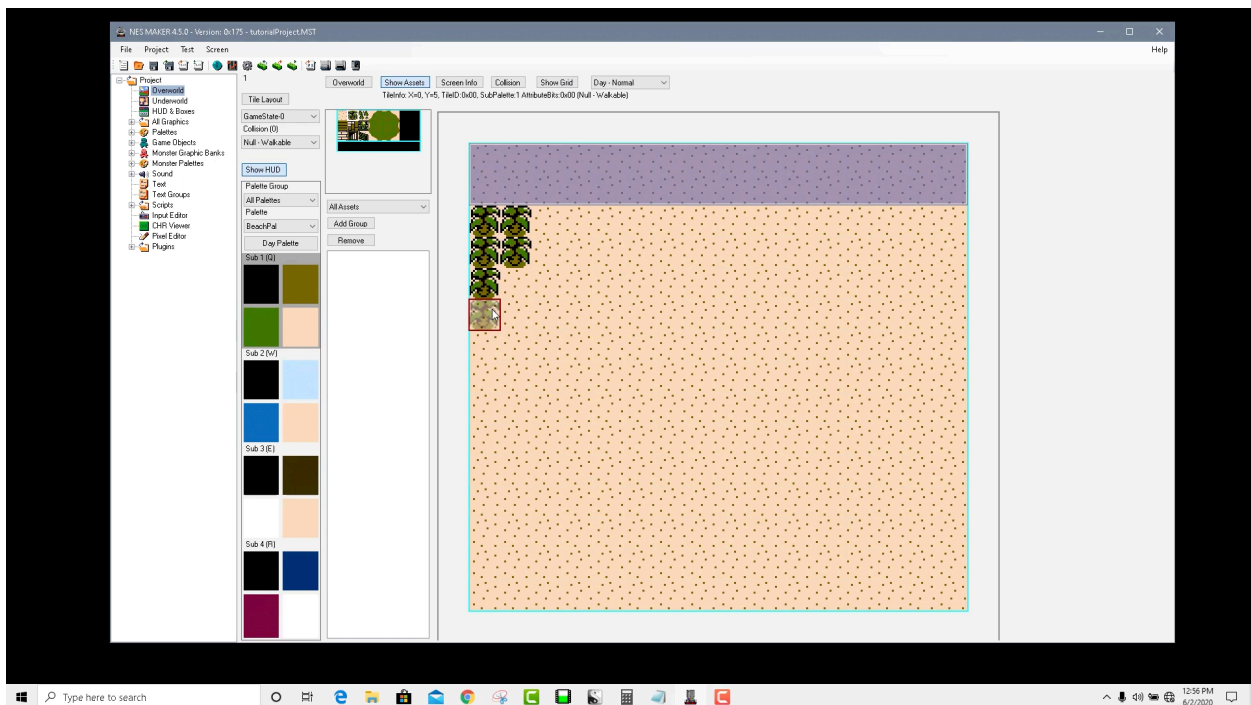 NES MAKER 4.5.0 - Version: 0x175 - tutorialProject.MST
File Project Test Screen Help
Project
Overworld
Underworld
HUD & Boxes
All Graphics
Palettes
Game Objects
Monster Graphic Banks
Monster Palettes
Sound
Text
Text Groups
Scripts
Input Editor
CHR Viewer
Pixel Editor
Plugins
1
Tile Layout
GameState-0
Collision (0)
Null - Walkable
Show HUD
Palette Group
All Palettes
Palette
BeachPal
Day Palette
Sub 1 (Q)
Sub 2 (W)
Sub 3 (E)
Sub 4 (R)
Overworld Show Assets Screen Info Collision Show Grid Day - Normal
TileInfo: X=0, Y=5, TileID:0x00, SubPalette:1 AttributeBits:0x00 (Null - Walkable)
All Assets
Add Group
Remove
Type here to search
12:56 PM
6/2/2020